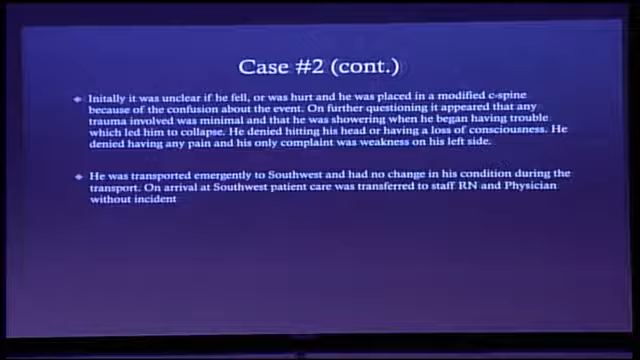 Case #2 (cont.)
Initally it was unclear if he fell, or was hurt and he was placed in a modified c-spine
because of the confusion about the event. On further questioning it appeared that any
trauma involved was minimal and that he was showering when he began having trouble
which led him to collapse. He denied hitting his head or having a loss of consciousness. He
denied having any pain and his only complaint was weakness on his left side.
He was transported emergently to Southwest and had no change in his condition during the
transport. On arrival at Southwest patient care was transferred to staff RN and Physician
without incident